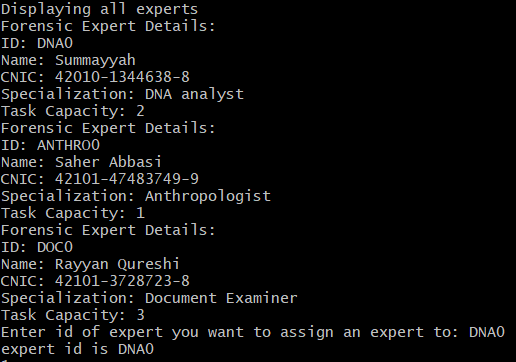 Displaying all experts
Forensic Expert Details:
ID: DNA0
Name: Summayyah
CNIC: 42010-1344638-8
Specialization: DNA analyst
Task Capacity: 2
Forensic Expert Details:
ID: ANTHRO0
Name: Saher Abbasi
CNIC: 42101-47483749-9
Specialization: Anthropologist
Task Capacity: 1
Forensic Expert Details:
ID: DOC0
Name: Rayyan Qureshi
CNIC: 42101-3728723-8
Specialization: Document Examiner
Task Capacity: 3
Enter id of expert you want to assign an expert to: DNA0
expert id is DNA0